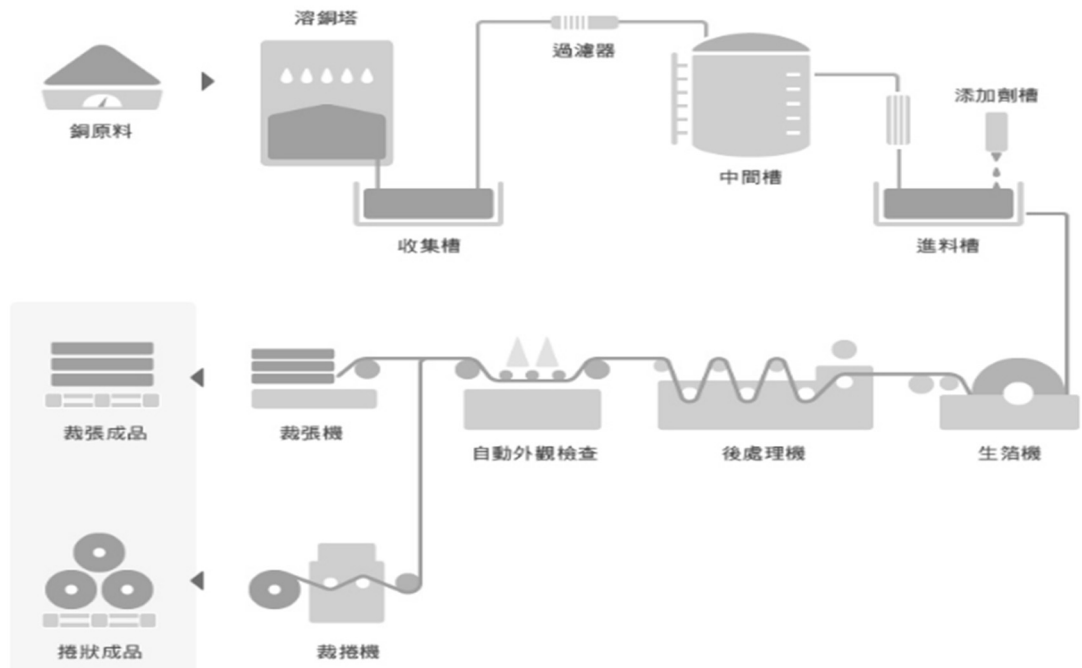 溶銅塔
過濾器
銅原料
添加劑槽
中間槽
收集槽
進料槽
裁張成品
裁張機
自動外觀檢查
後處理機
生箔機
捲狀成品
裁捲機